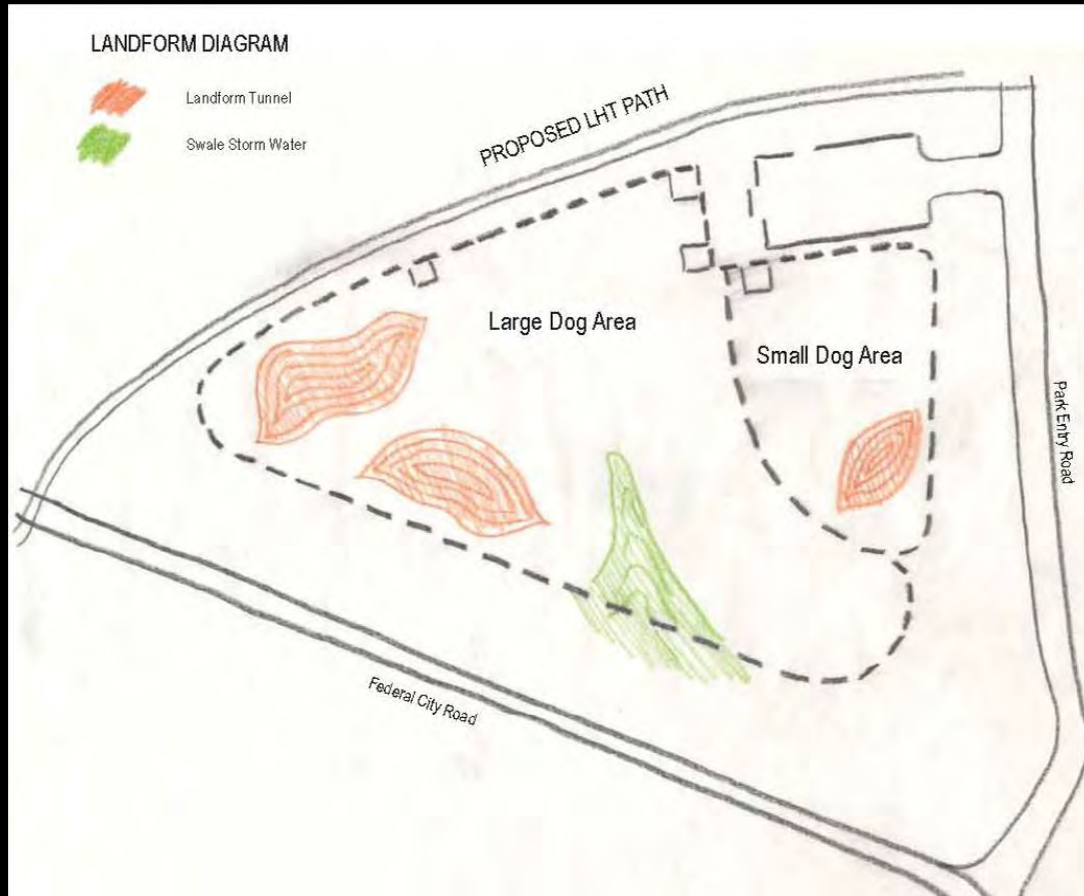 LANDFORM DIAGRAM
Landform Tunnel
Swale Storm Water
PROPOSED LHT PATH
Large Dog Area
Small Dog Area
Park Entry Road
Federal City Road